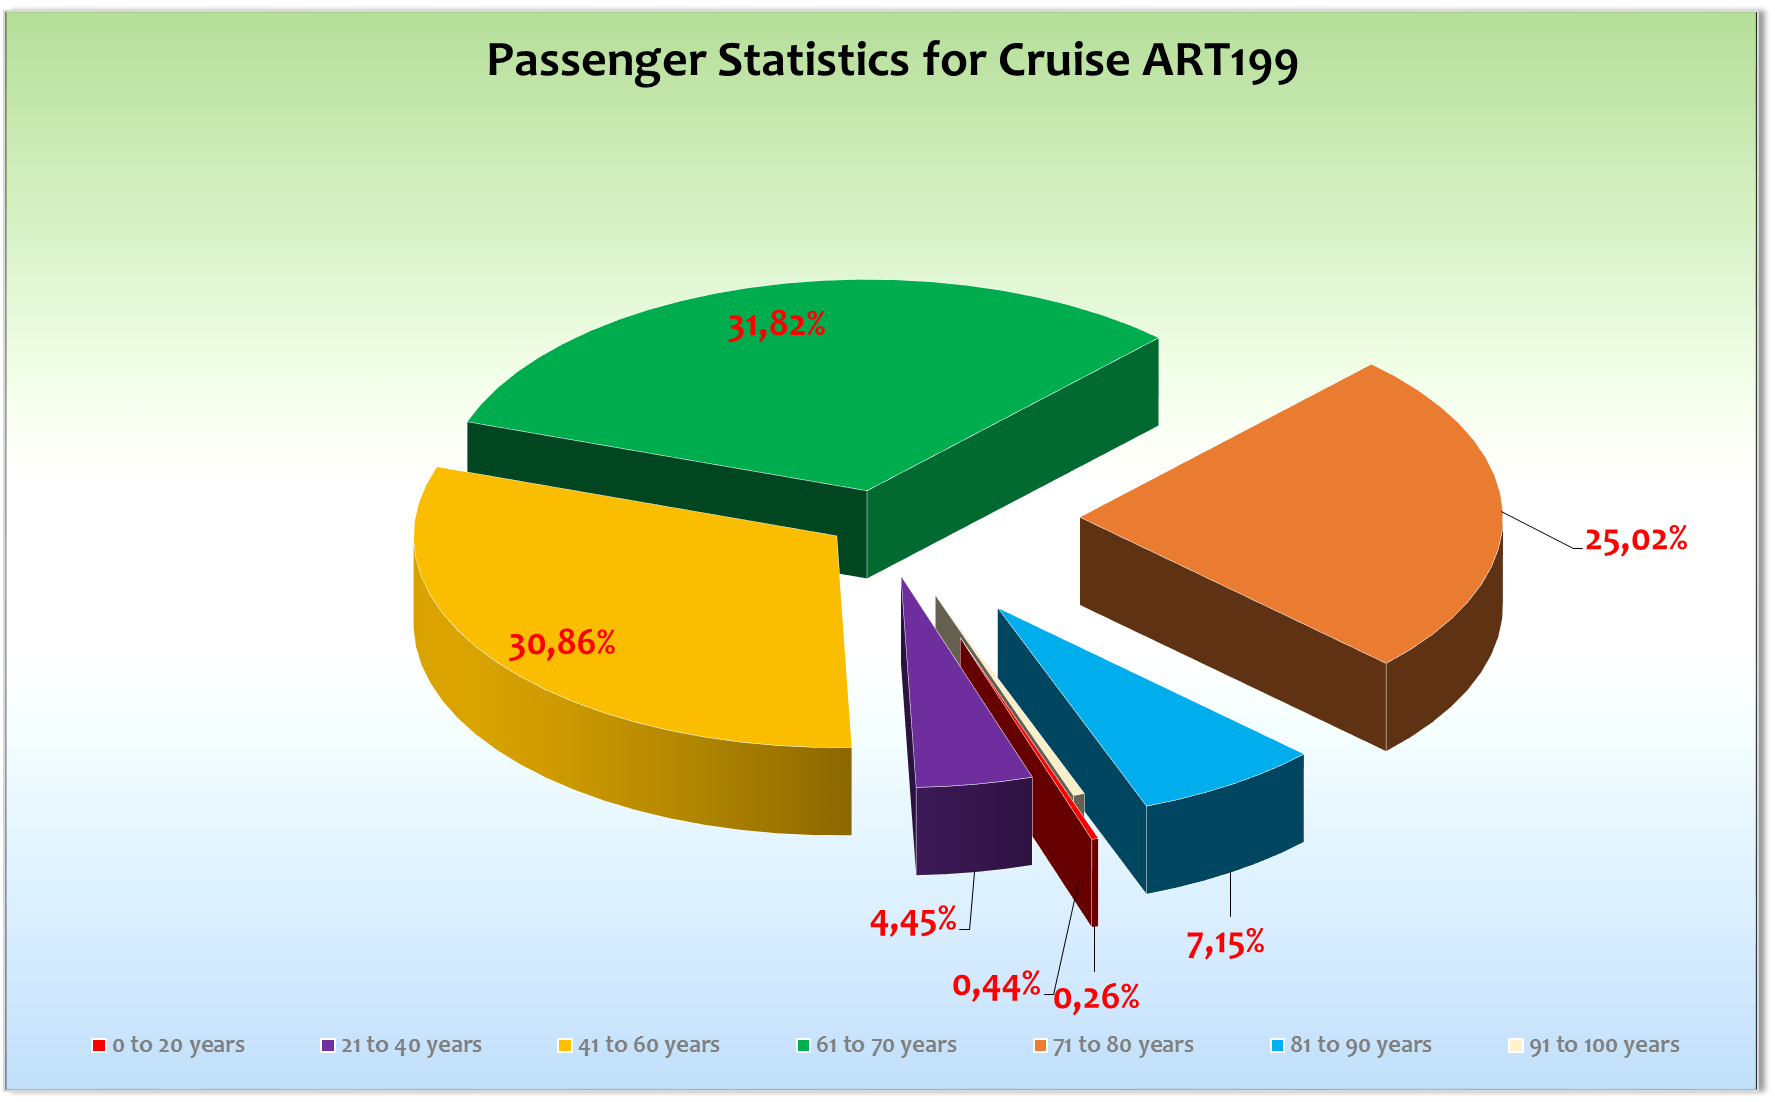 Passenger Statistics for Cruise ART199
31,82%
25,02%
30,86%
4,45%
7,15%
0,44%
0,26%
0 to 20 years
21 to 40 years
41 to 60 years
61 to 70 years
71 to 80 years
81 to 90 years
91 to 100 years